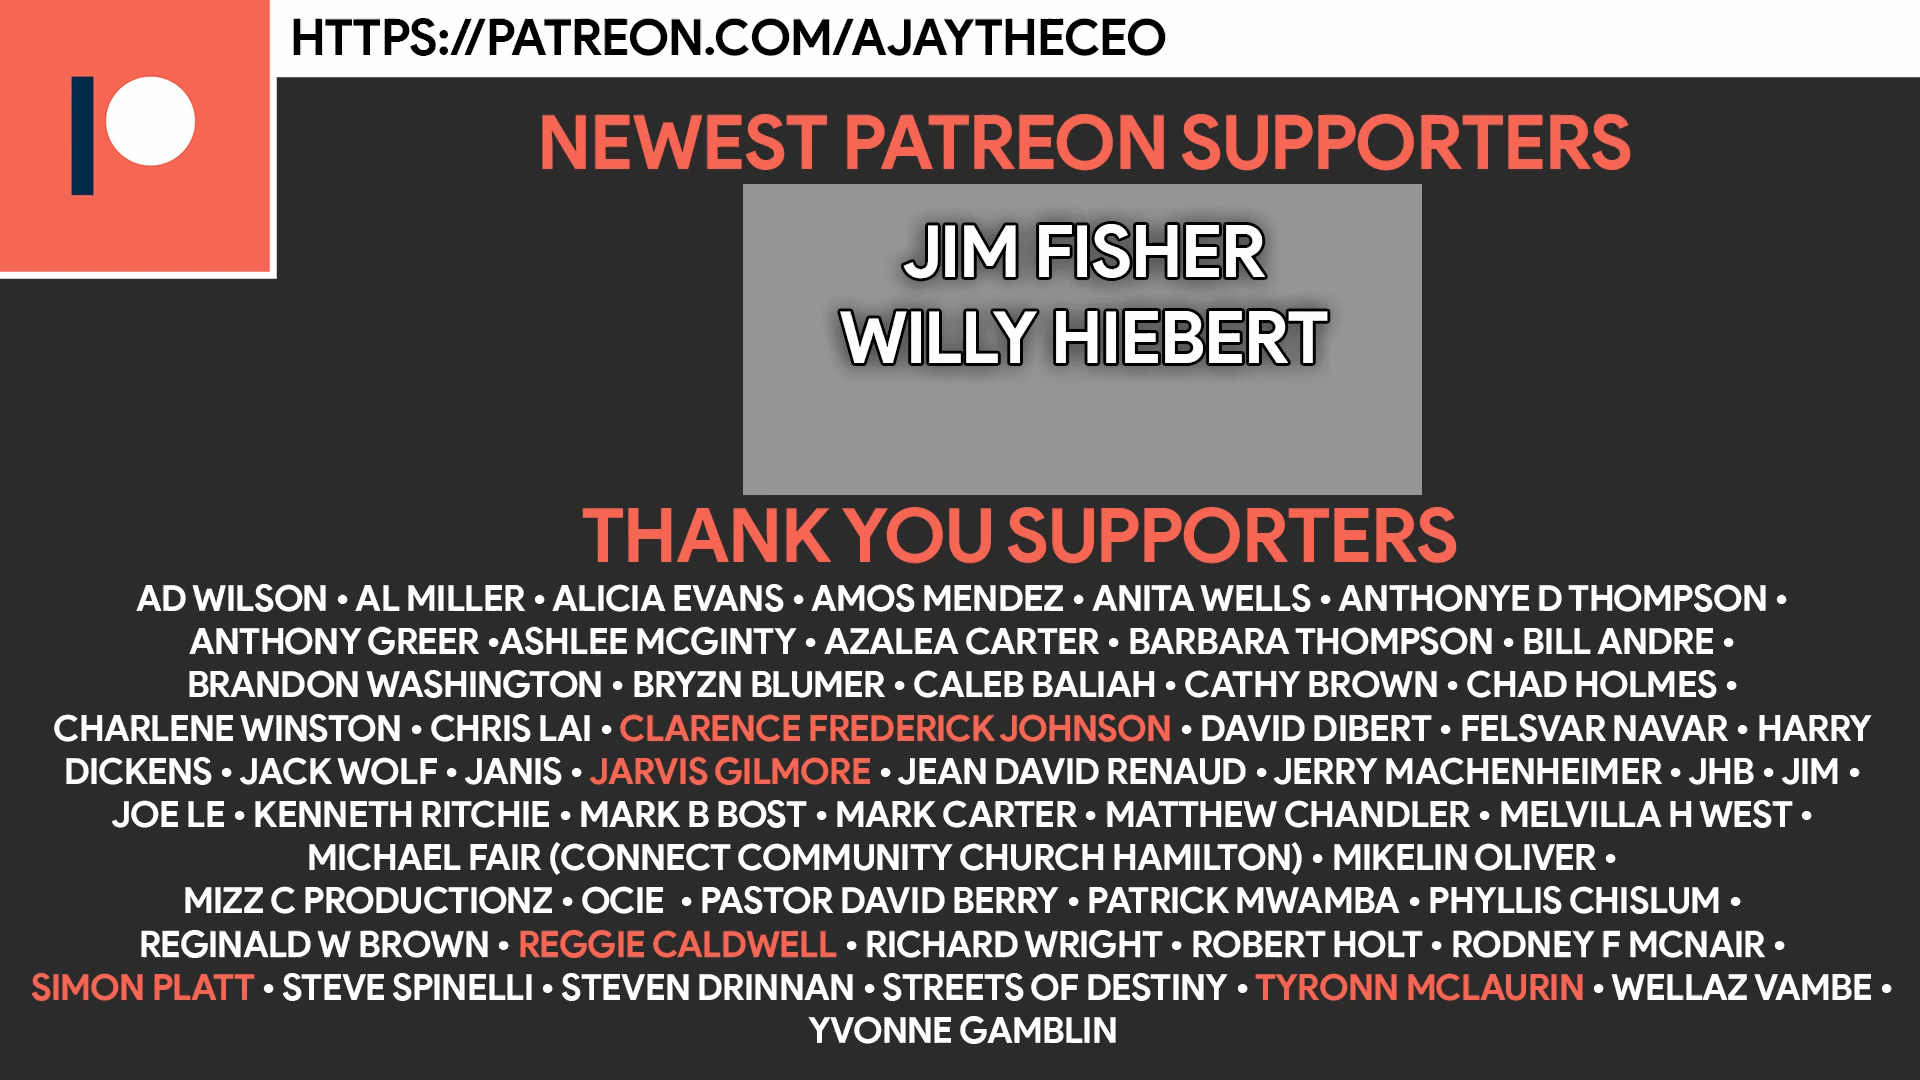 HTTPS://PATREON.COM/AJAYTHECEO
NEWEST PATREON SUPPORTERS
JIM FISHER
WILLY HIEBERT
THANK YOU SUPPORTERS
AD WILSON • AL MILLER • ALICIA EVANS • AMOS MENDEZ • ANITA WELLS • ANTHONYE D THOMPSON •
ANTHONY GREER •ASHLEE MCGINTY • AZALEA CARTER • BARBARA THOMPSON • BILL ANDRE •
BRANDON WASHINGTON • BRYZN BLUMER • CALEB BALIAH • CATHY BROWN • CHAD HOLMES •
CHARLENE WINSTON • CHRIS LAI • CLARENCE FREDERICK JOHNSON • DAVID DIBERT • FELSVAR NAVAR • HARRY
DICKENS • JACK WOLF • JANIS • JARVIS GILMORE • JEAN DAVID RENAUD • JERRY MACHENHEIMER • JHB • JIM •
JOE LE • KENNETH RITCHIE • MARK B BOST • MARK CARTER • MATTHEW CHANDLER • MELVILLA H WEST •
MICHAEL FAIR (CONNECT COMMUNITY CHURCH HAMILTON) • MIKELIN OLIVER •
MIZZ C PRODUCTIONZ • OCIE • PASTOR DAVID BERRY • PATRICK MWAMBA • PHYLLIS CHISLUM •
REGINALD W BROWN • REGGIE CALDWELL • RICHARD WRIGHT • ROBERT HOLT • RODNEY F MCNAIR •
SIMON PLATT • STEVE SPINELLI • STEVEN DRINNAN • STREETS OF DESTINY • TYRONN MCLAURIN • WELLAZ VAMBE •
YVONNE GAMBLIN